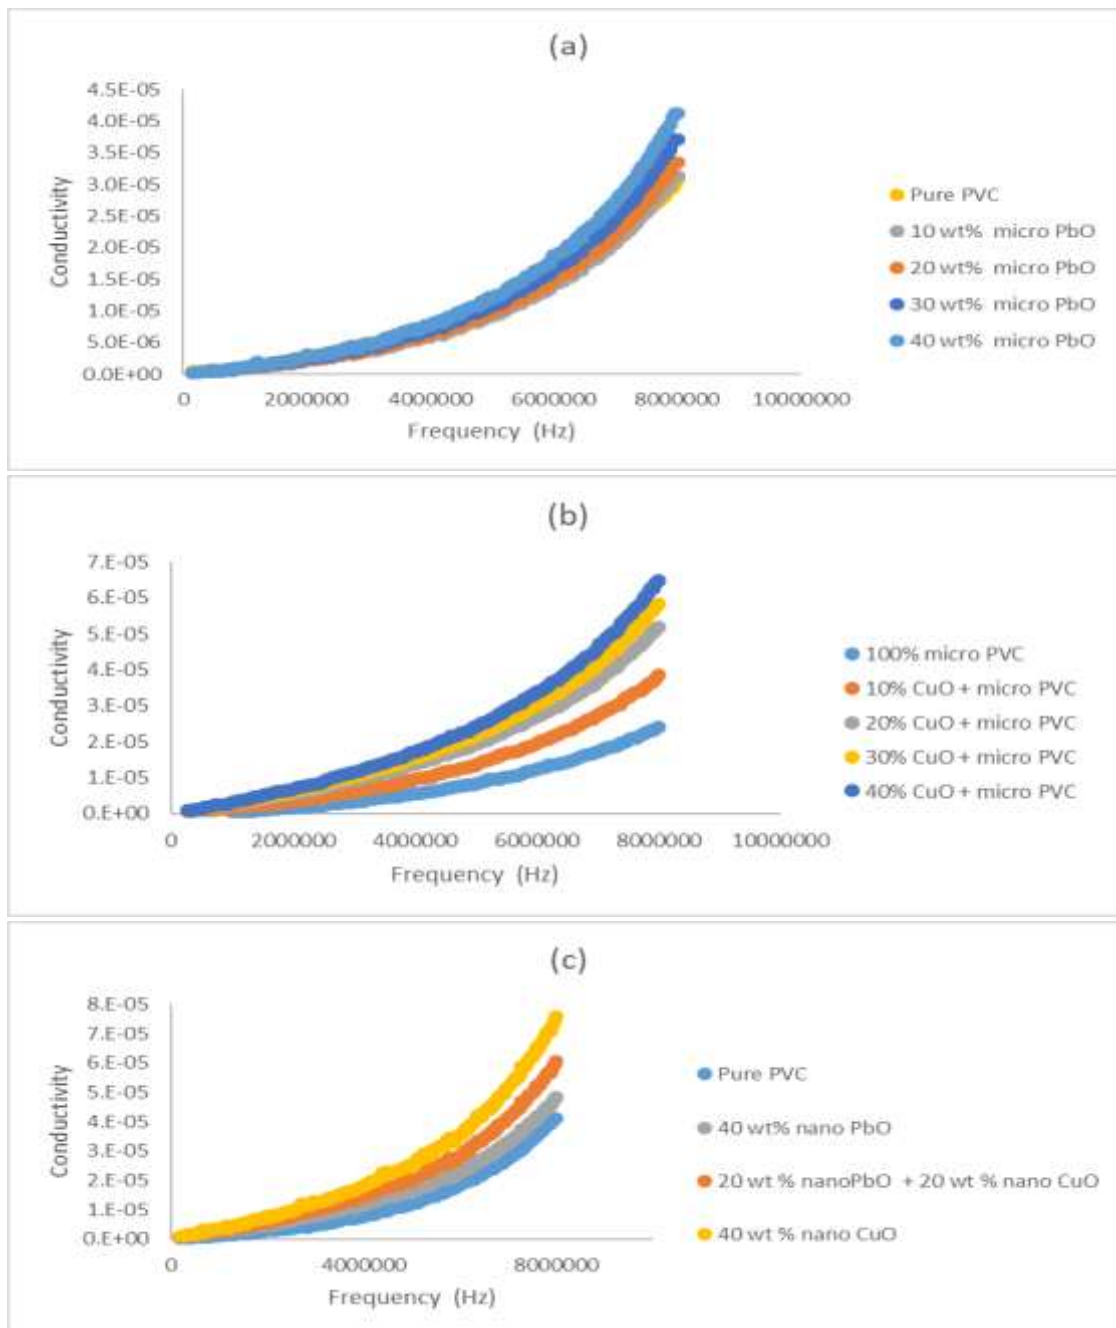 (a)
4.5E-05
4.0E-05
3.5E-05
3.0E-05
2.5E-05
2.0E-05
1.5E-05
1.0E-05
5.0E-06
0.0E+00
Conductivity
0 2000000 4000000 6000000 8000000 10000000
Frequency (Hz)
Pure PVC
10 wt% micro PbO
20 wt% micro PbO
30 wt% micro PbO
40 wt% micro PbO
(b)
7.E-05
6.E-05
5.E-05
4.E-05
3.E-05
2.E-05
1.E-05
0.E+00
Conductivity
0 2000000 4000000 6000000 8000000 10000000
Frequency (Hz)
100% micro PVC
10% CuO + micro PVC
20% CuO + micro PVC
30% CuO + micro PVC
40% CuO + micro PVC
(c)
8.E-05
7.E-05
6.E-05
5.E-05
4.E-05
3.E-05
2.E-05
1.E-05
0.E+00
Conductivity
0 4000000 8000000
Frequency (Hz)
Pure PVC
40 wt% nano PbO
20 wt % nanoPbO + 20 wt % nano CuO
40 wt % nano CuO